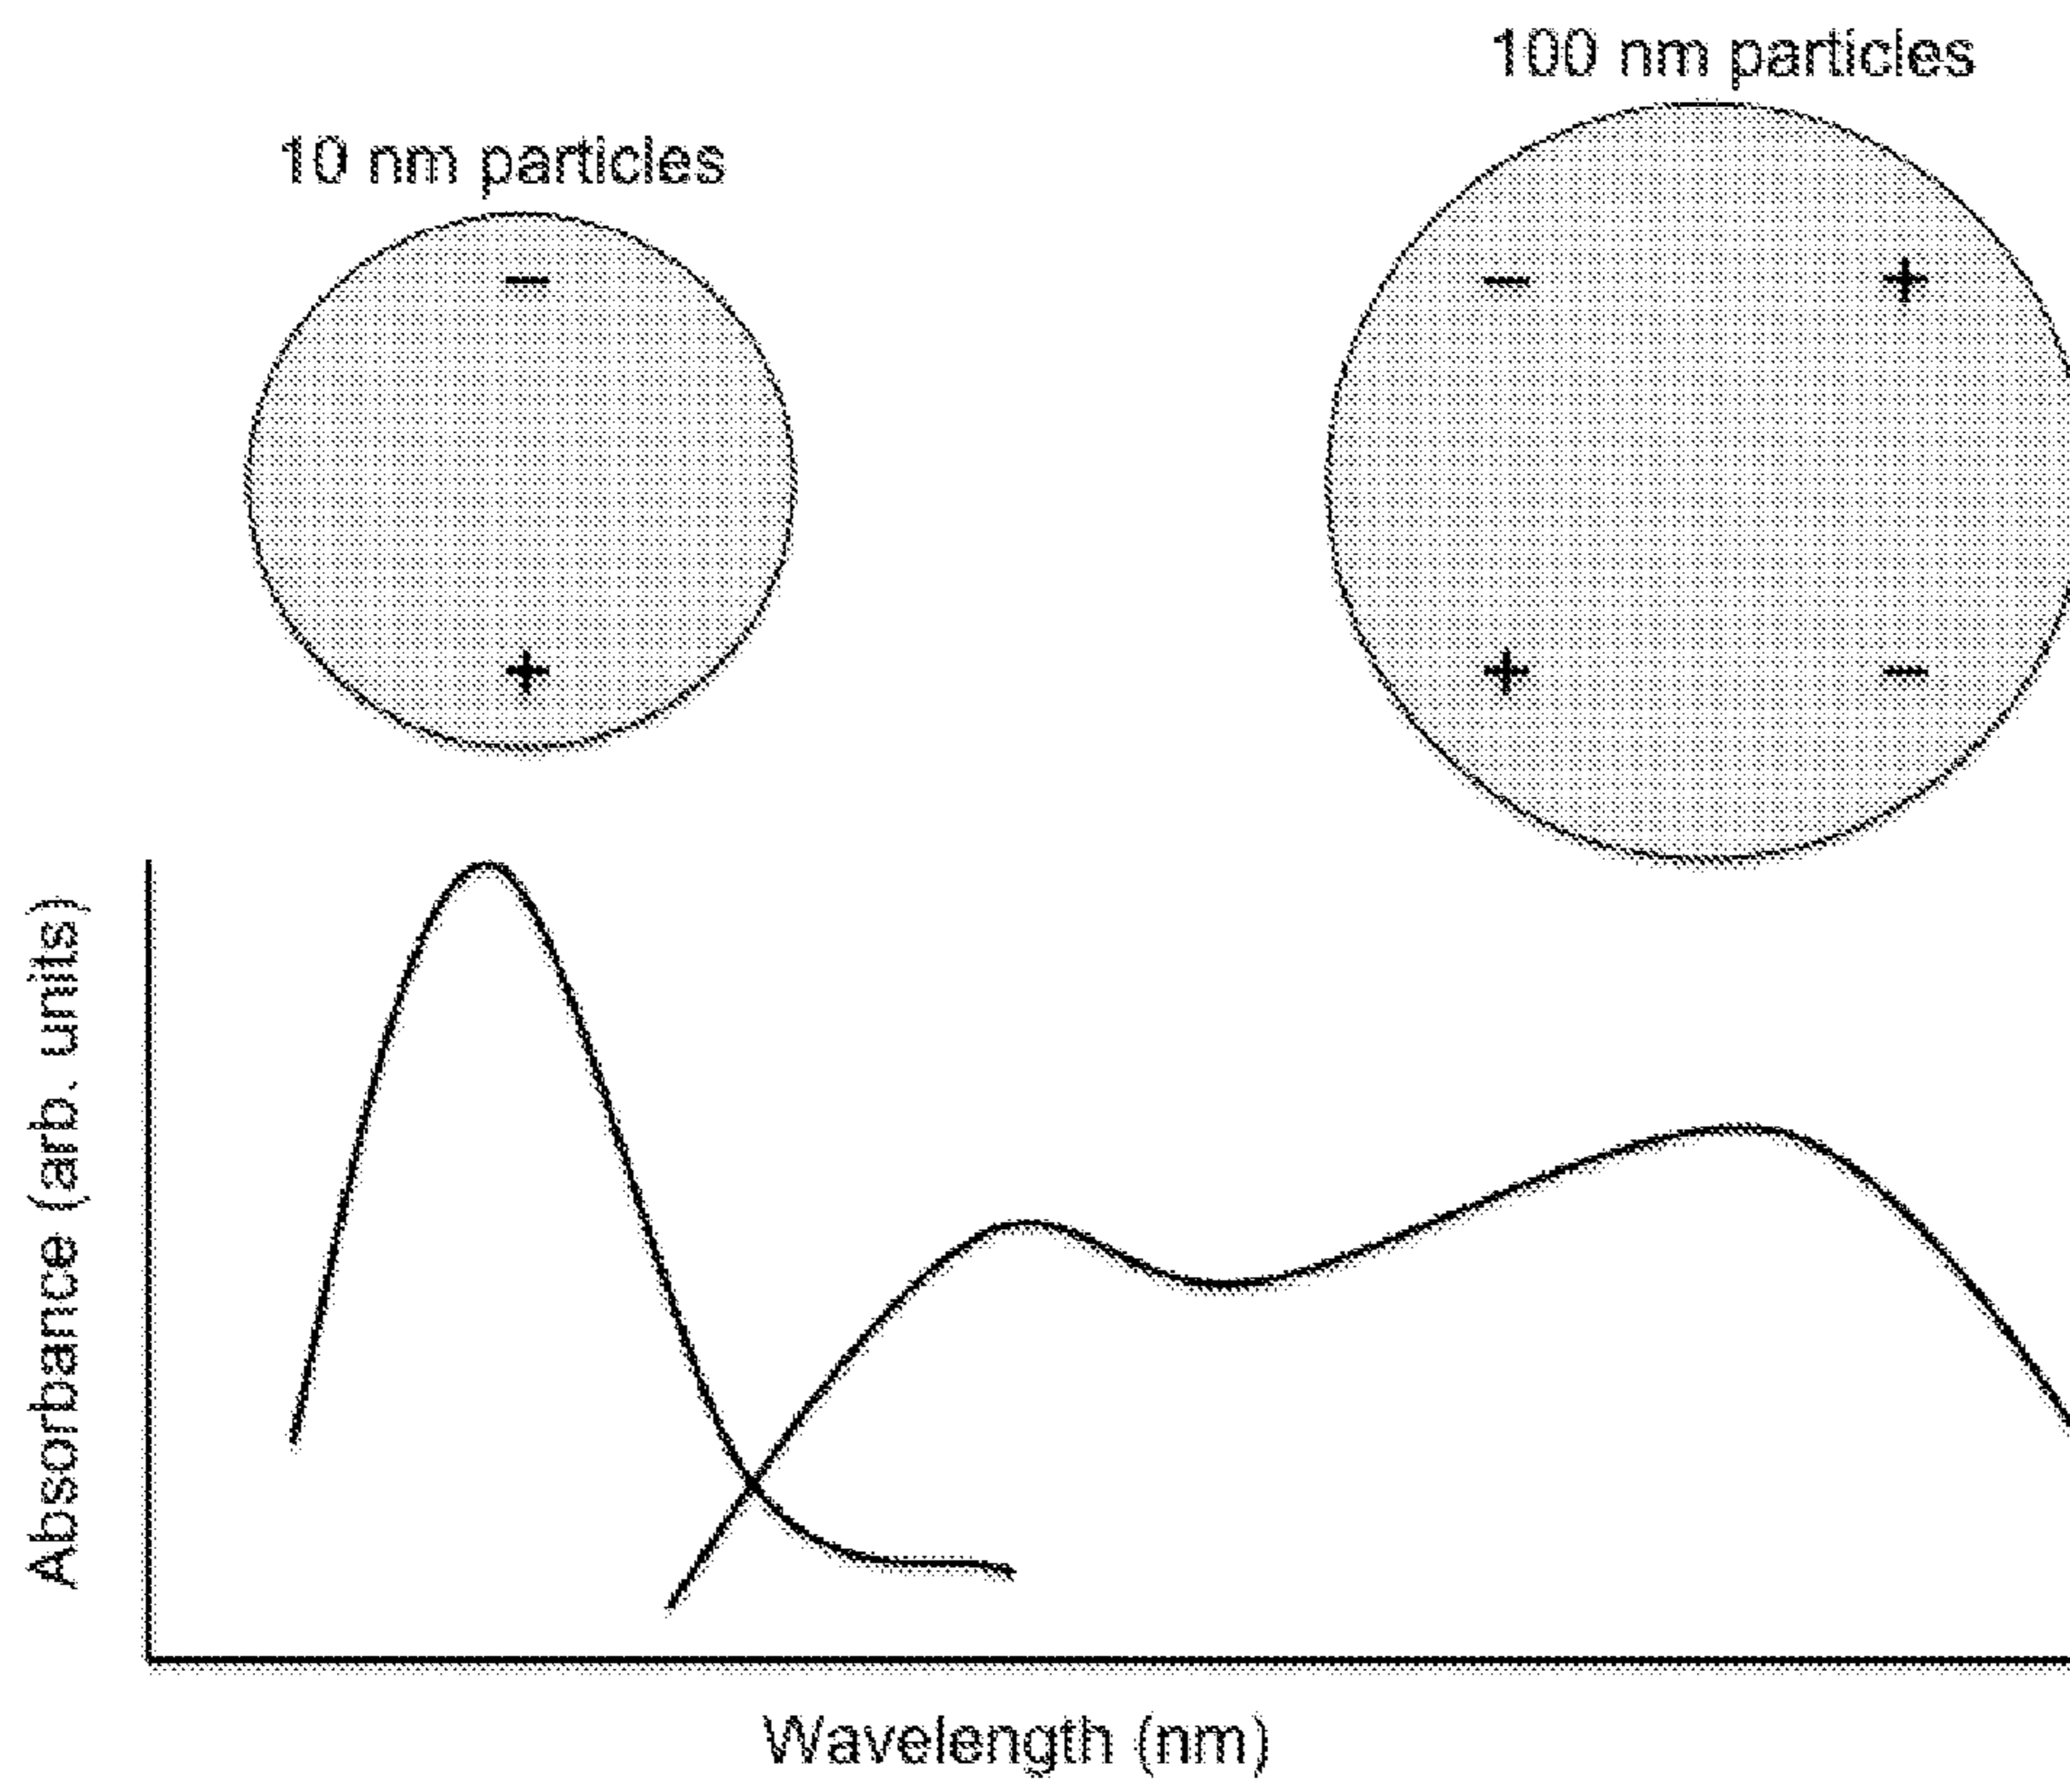 100 nm particles
10 nm particles
−
− +
+
+ −
Absorbance (arb. units)
Wavelength (nm)